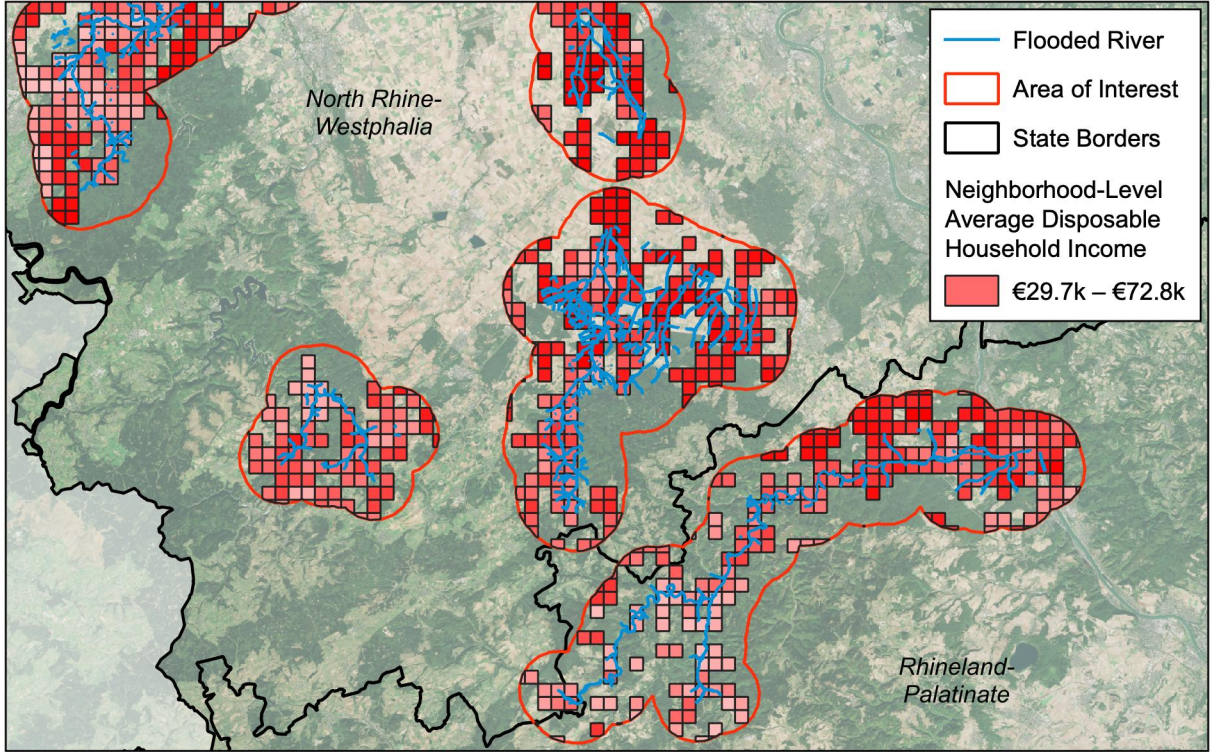 North Rhine-
Westphalia
Flooded River
Area of Interest
State Borders
Neighborhood-Level
Average Disposable
Household Income
€29.7k – €72.8k
Rhineland-
Palatinate